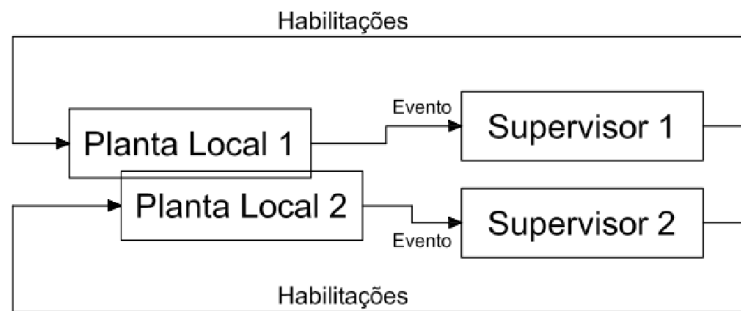 Habilitações
Evento
Planta Local 1
Supervisor 1
Planta Local 2
Supervisor 2
Evento
Habilitações